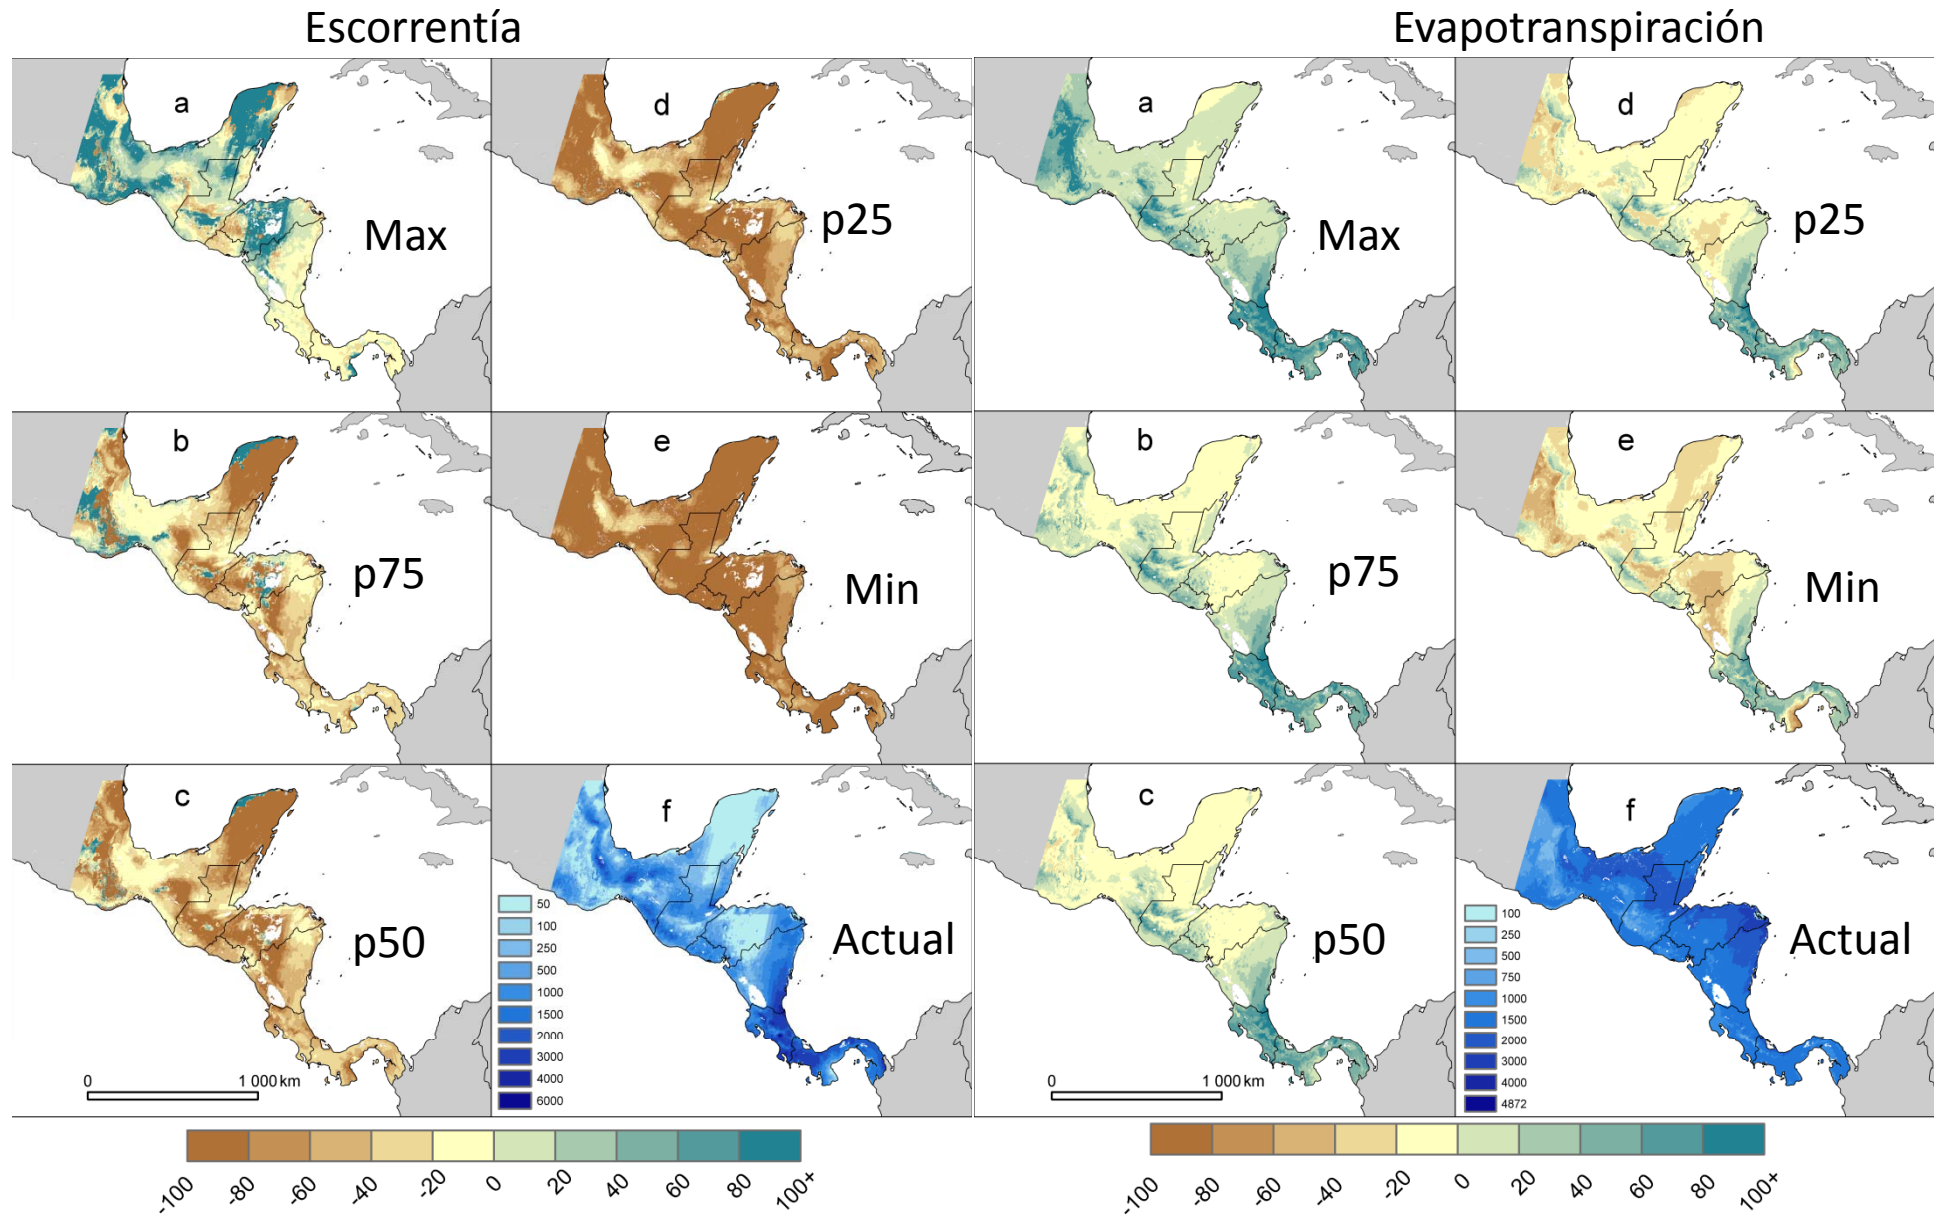 Escorrentía
Evapotranspiración
a
Max
d
p25
a
Max
d
p25
b
p75
e
Min
b
p75
e
Min
c
p50
0
1 000 km
f
Actual
50
100
250
500
1000
1500
2000
3000
4000
6000
c
p50
0
1 000 km
f
Actual
100
250
500
750
1000
1500
2000
3000
4000
4872
-100
-80
-60
-40
-20
0
20
40
60
80
100+
-100
-80
-60
-40
-20
0
20
40
60
80
100+